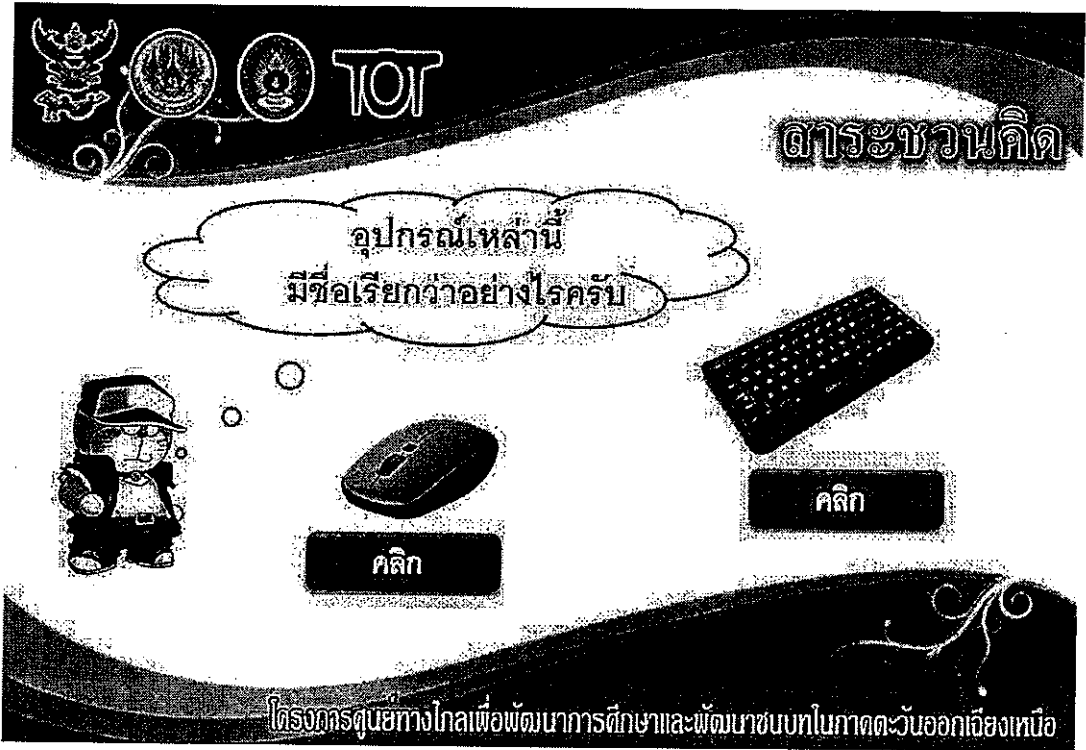 TOT
สาระชวนคิด
อุปกรณ์เหล่านี้
มีชื่อเรียกว่าอย่างไรครับ
คลิก
คลิก
โครงการศูนย์ทางไกลเพื่อพัฒนาการศึกษาและพัฒนาชนบทในภาคตะวันออกเฉียงเหนือ